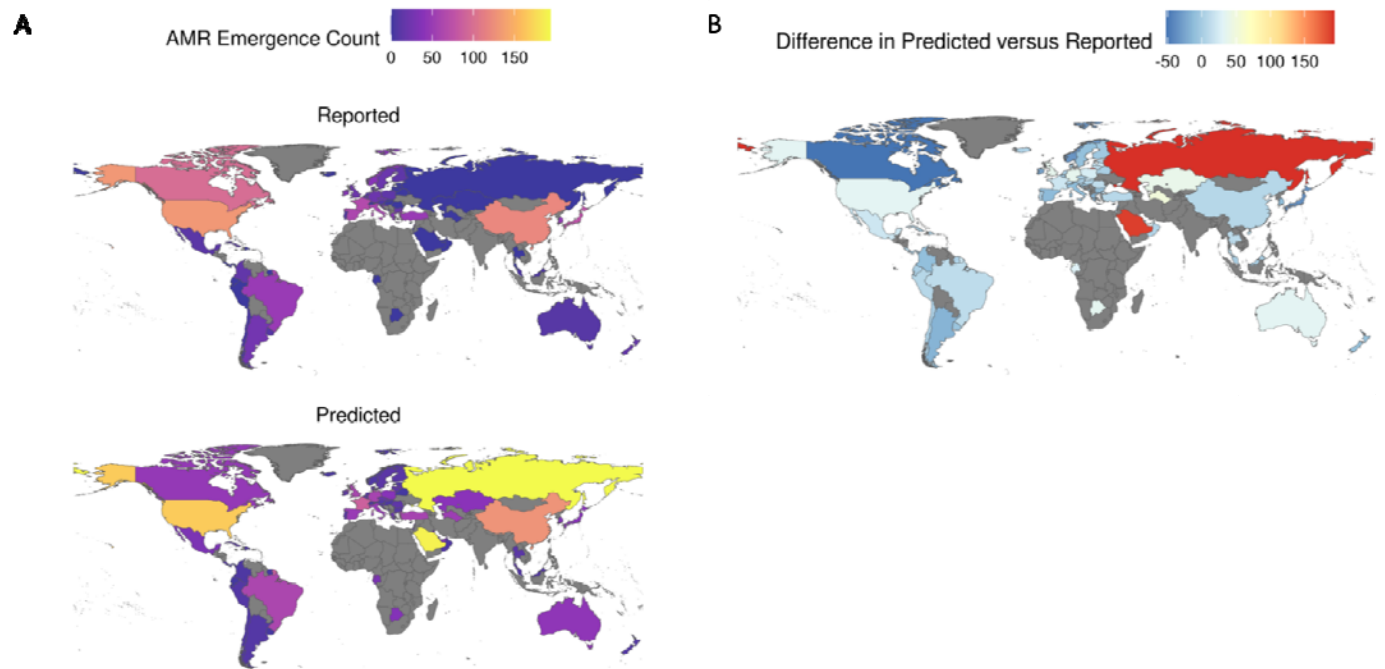 A
AMR Emergence Count
0 50 100 150
Reported
Predicted
B
Difference in Predicted versus Reported
-50 0 50 100 150